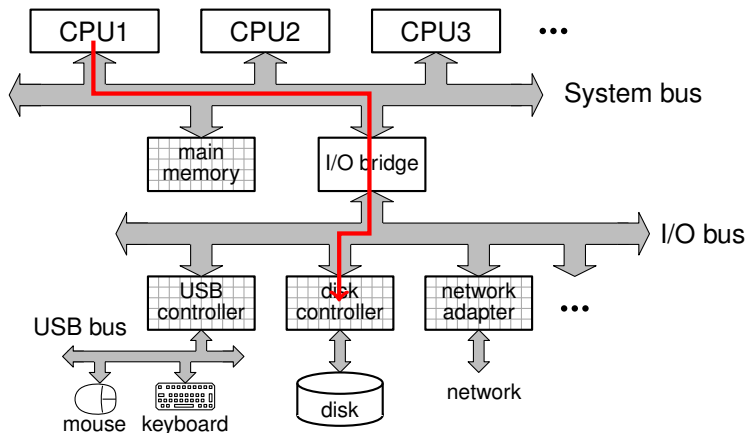 CPU1 CPU2 CPU3 •••
System bus
main
memory
I/O bridge
I/O bus
USB
controller
disk
controller
network
adapter
•••
USB bus
mouse keyboard
disk
network